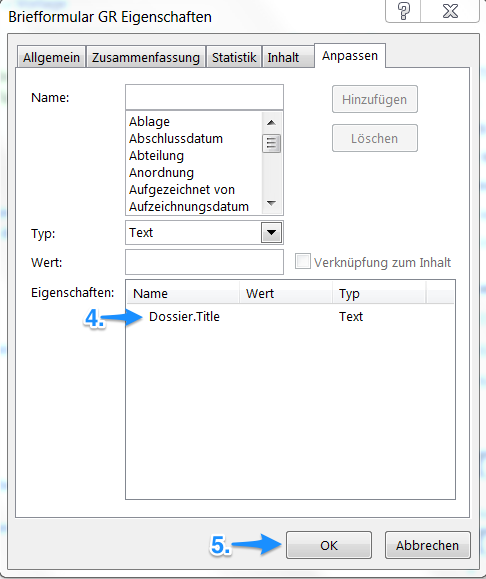 Briefformular GR Eigenschaften
Allgemein Zusammenfassung Statistik Inhalt Anpassen
Name:
Hinzufügen
Löschen
Ablage
Abschlussdatum
Abteilung
Anordnung
Aufgezeichnet von
Aufzeichnungsdatum
Typ: Text
Wert: Verknüpfung zum Inhalt
Eigenschaften: Name Wert Typ
4. Dossier.Title Text
5. OK Abbrechen